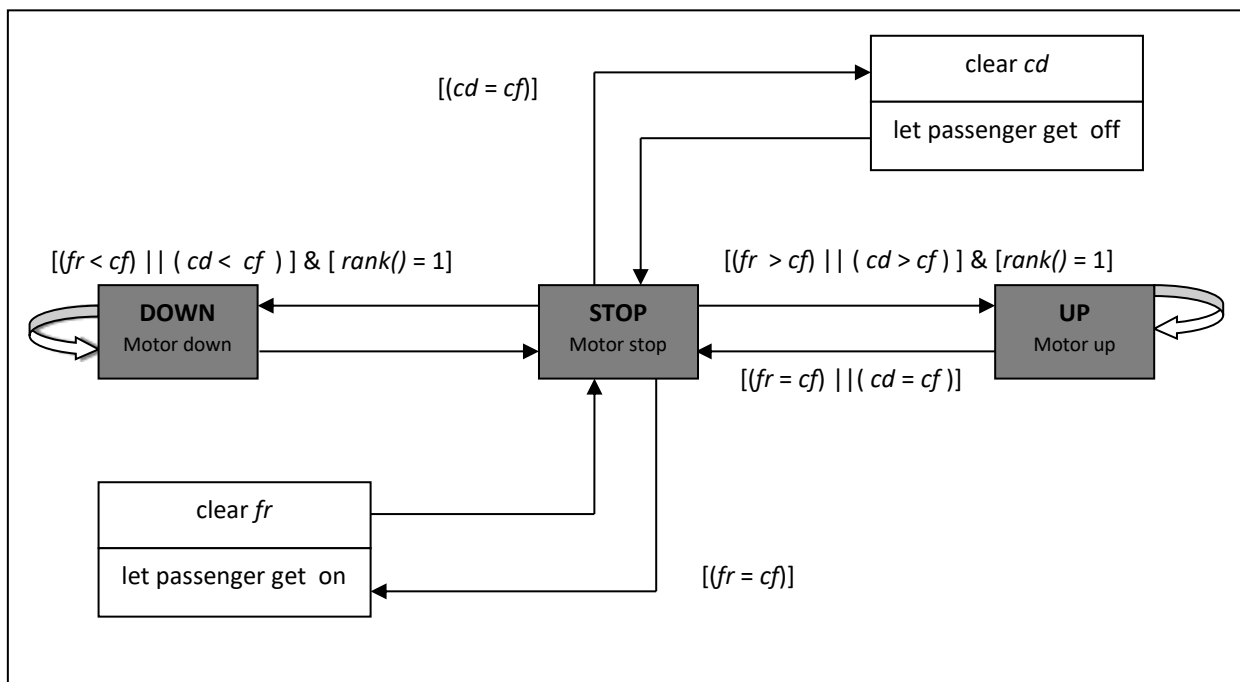 clear cd
[(cd = cf)]
let passenger get  off
[(fr < cf) || ( cd <  cf  ) ] & [ rank() = 1]
[(fr  > cf) || ( cd > cf ) ] & [rank() = 1]
DOWN
Motor down
STOP
Motor stop
UP
Motor up
[(fr = cf) ||( cd = cf )]
clear fr
let passenger get  on
[(fr = cf)]